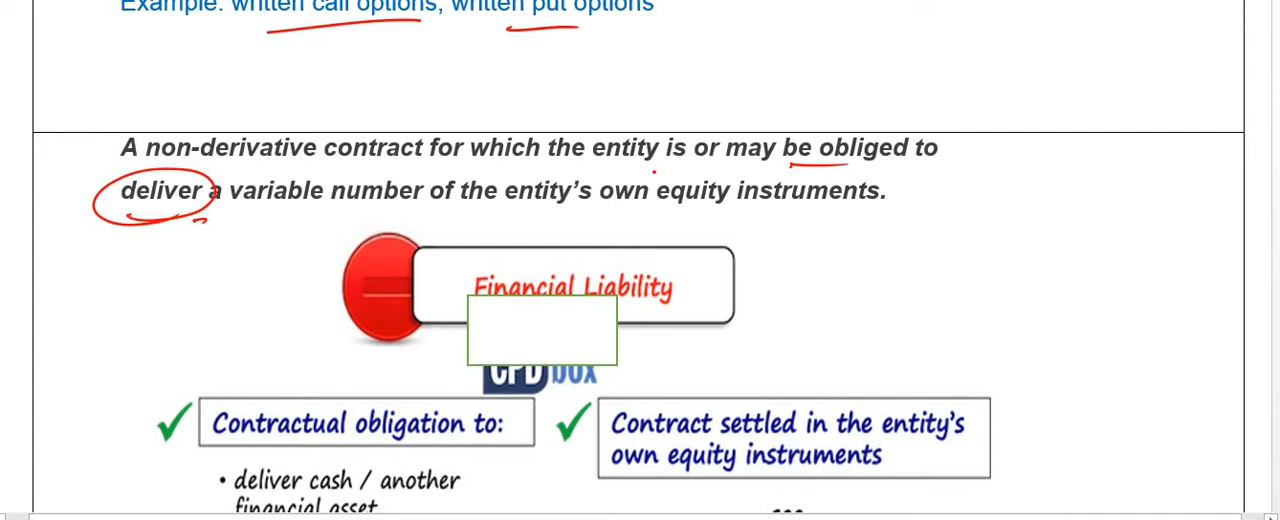 Example: written call options, written put options
A non-derivative contract for which the entity is or may be obliged to
deliver a variable number of the entity's own equity instruments.
Financial Liability
CPDbox
Contractual obligation to:
Contract settled in the entity's
own equity instruments
• deliver cash / another
financial asset